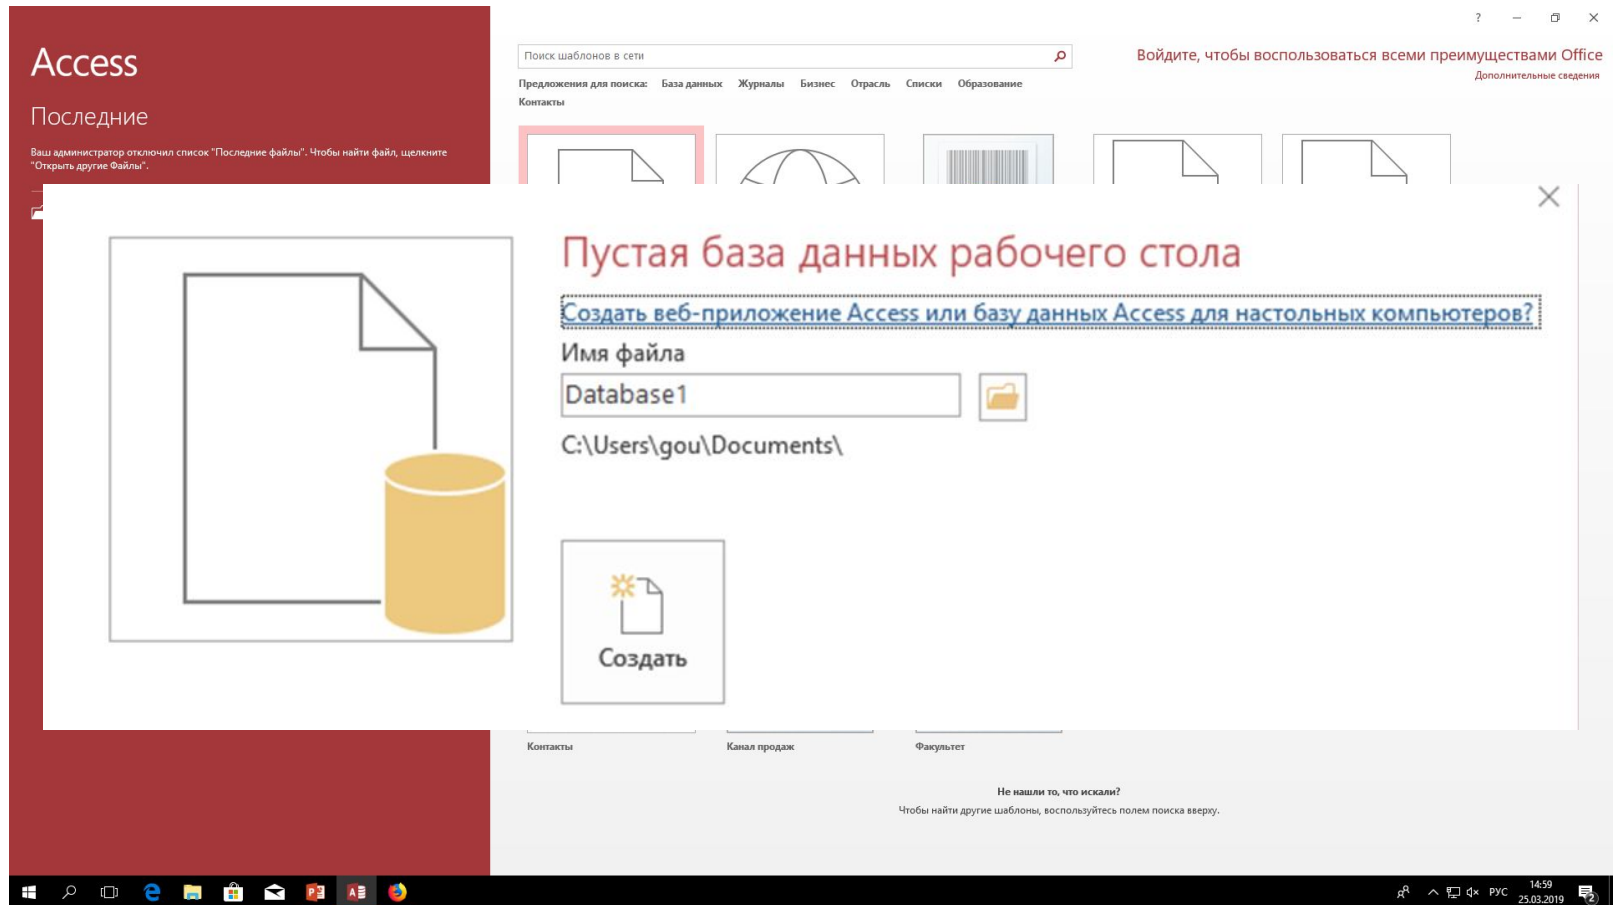 ?
Access
Поиск шаблонов в сети
Войдите, чтобы воспользоваться всеми преимуществами Office
Дополнительные сведения
Предложения для поиска: База данных Журналы Бизнес Отрасль Списки Образование
Контакты
Последние
Ваш администратор отключил список "Последние файлы". Чтобы найти файл, щелкните
"Открыть другие Файлы".
Пустая база данных рабочего стола
Создать веб-приложение Access или базу данных Access для настольных компьютеров?
Имя файла
Database1
C:\Users\gou\Documents\
Создать
Контакты Канал продаж Факультет
Не нашли то, что искали?
Чтобы найти другие шаблоны, воспользуйтесь полем поиска вверху.
РУС
14:59
25.03.2019
2